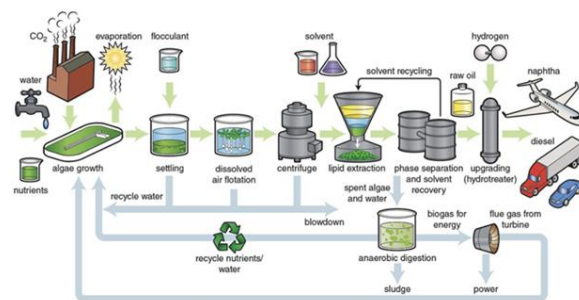 CO2
evaporation
flocculant
solvent
hydrogen
water
solvent recycling
raw oil
naphtha
diesel
nutrients
algae growth
settling
dissolved
air flotation
centrifuge
lipid extraction
phase separation
and solvent
recovery
upgrading
(hydrotreater)
recycle water
blowdown
spent algae
and water
biogas for
energy
flue gas from
turbine
recycle nutrients/
water
anaerobic digestion
sludge
power